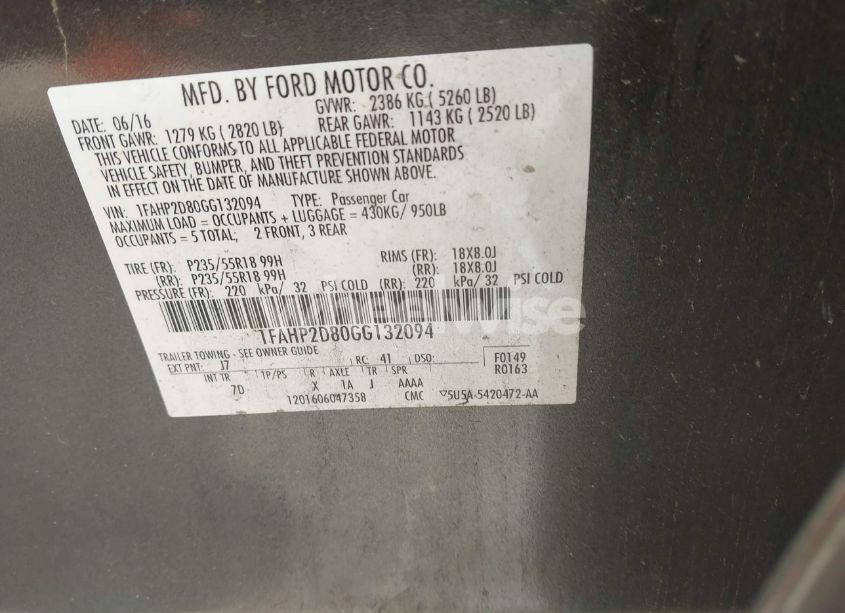 MFD. BY FORD MOTOR CO.
DATE: 06/16 GVWR: 2386 KG ( 5260 LB)
FRONT GAWR: 1279 KG ( 2820 LB) REAR GAWR: 1143 KG ( 2520 LB)
THIS VEHICLE CONFORMS TO ALL APPLICABLE FEDERAL MOTOR
VEHICLE SAFETY, BUMPER, AND THEFT PREVENTION STANDARDS
IN EFFECT ON THE DATE OF MANUFACTURE SHOWN ABOVE.
VIN: 1FAHP2D80GG132094 TYPE: Passenger Car
MAXIMUM LOAD = OCCUPANTS + LUGGAGE = 430KG/ 950LB
OCCUPANTS = 5 TOTAL; 2 FRONT, 3 REAR
TIRE (FR): P235/55R18 99H RIMS (FR): 18X8.0J
(RR): P235/55R18 99H (RR): 18X8.0J
PRESSURE (FR): 220 kPa/ 32 PSI COLD (RR): 220 kPa/ 32 PSI COLD
1FAHP2D80GG132094
TRAILER TOWING - SEE OWNER GUIDE
EXT PNT: J7 RC: 41 DSO: F0149
R0163
INT TR TP/PS R AXLE TR SPR
7D X 1A J AAAA
1201606047358 CMC 5U5A-5420472-AA